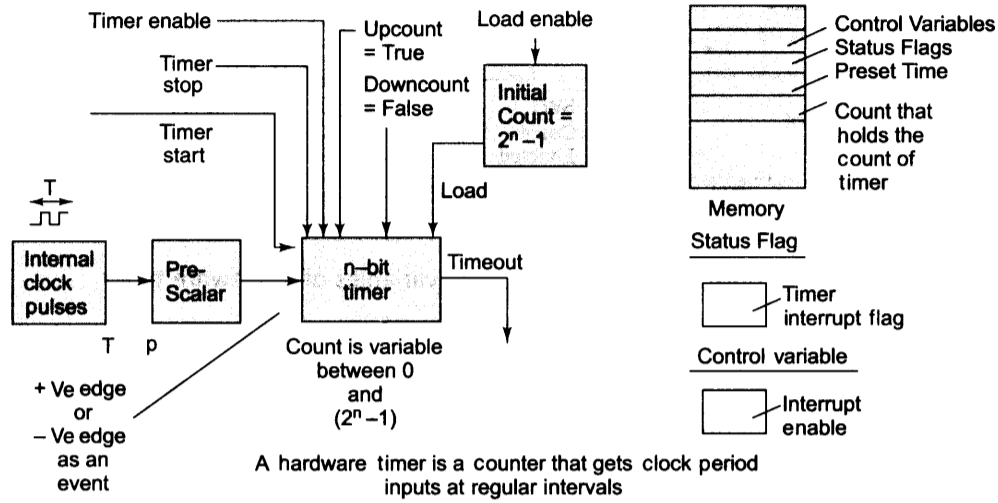 Timer enable
Timer
stop
Timer
start
Upcount
= True
Downcount
= False
Load enable
Initial
Count =
2ⁿ –1
Load
T
Internal
clock
pulses
Pre-
Scalar
n–bit
timer
Timeout
T p
Count is variable
between 0
and
(2ⁿ –1)
+ Ve edge
or
– Ve edge
as an
event
Control Variables
Status Flags
Preset Time
Count that
holds the
count of
timer
Memory
Status Flag
Timer
interrupt flag
Control variable
Interrupt
enable
A hardware timer is a counter that gets clock period
inputs at regular intervals